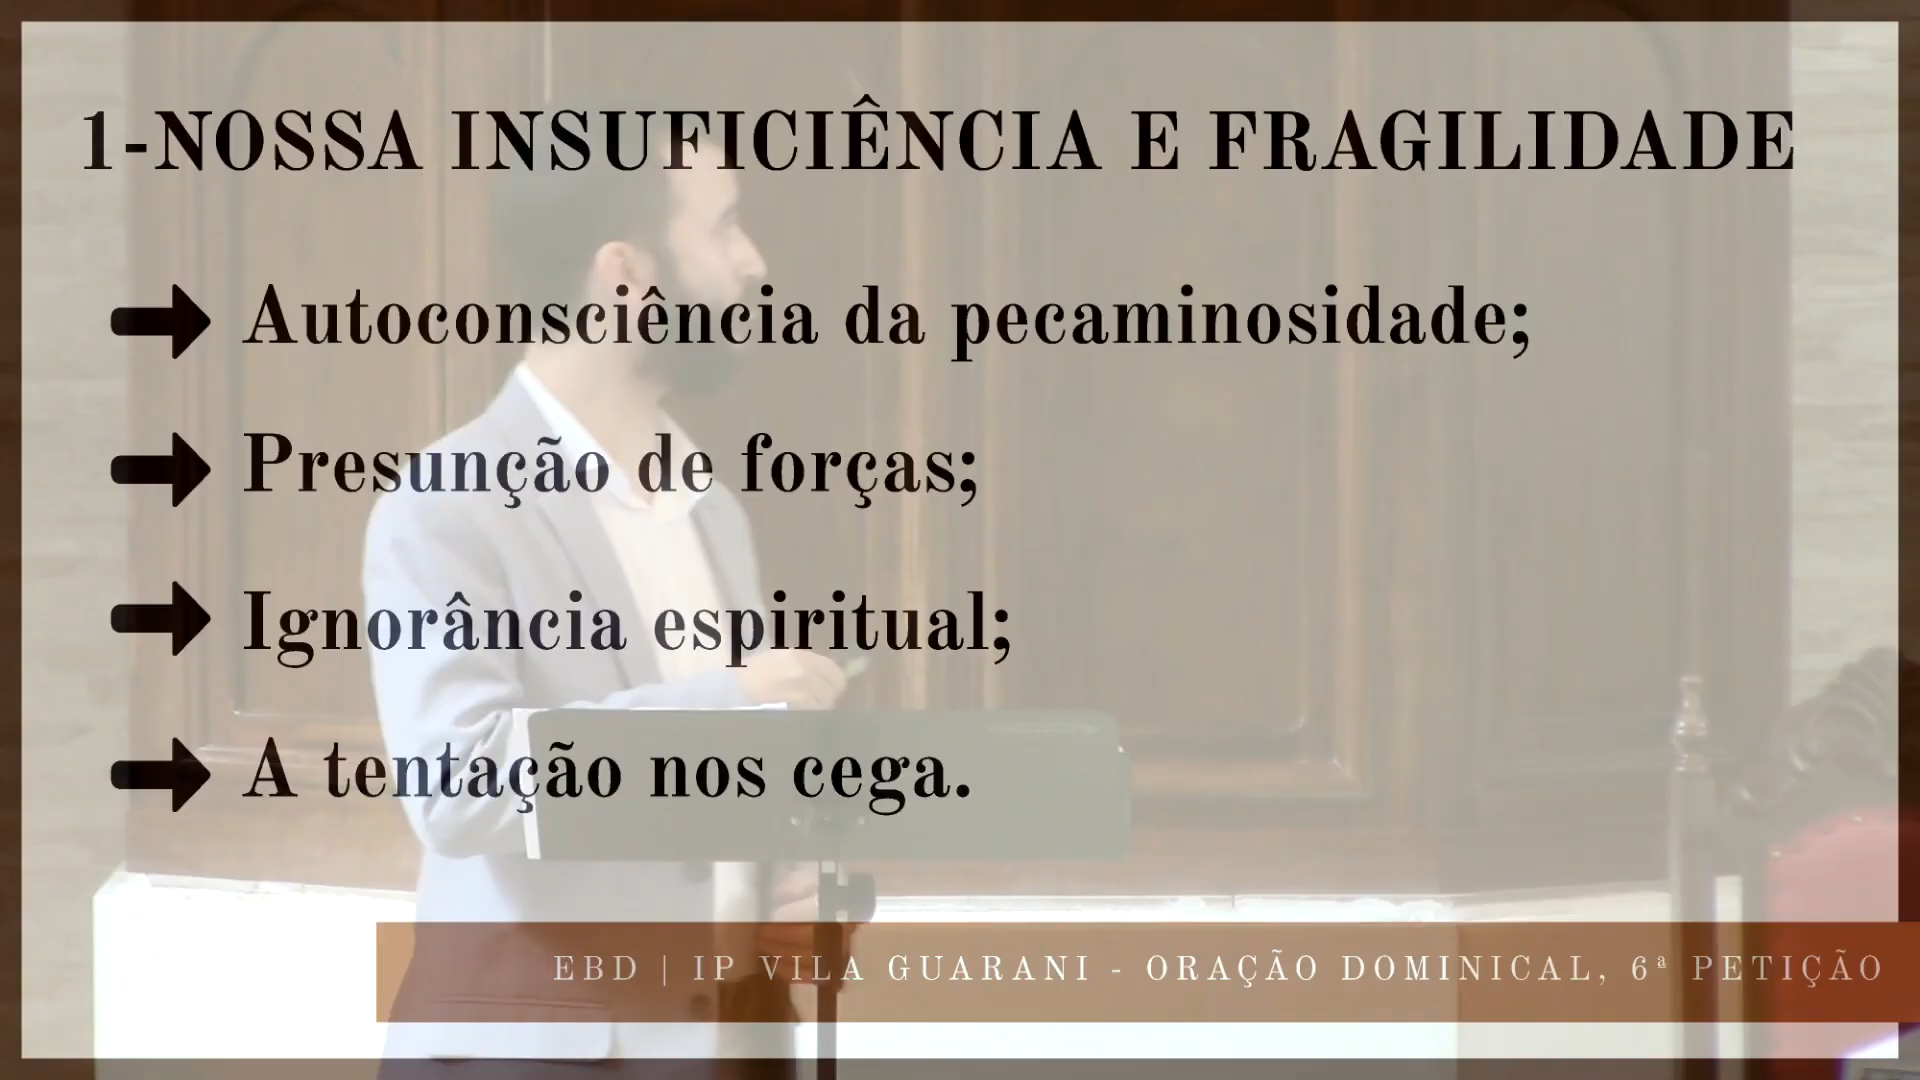 1-NOSSA INSUFICIÊNCIA E FRAGILIDADE
Autoconsciência da pecaminosidade;
Presunção de forças;
Ignorância espiritual;
A tentação nos cega.
EBD | IP VILA GUARANI - ORAÇÃO DOMINICAL, 6ª PETIÇÃO